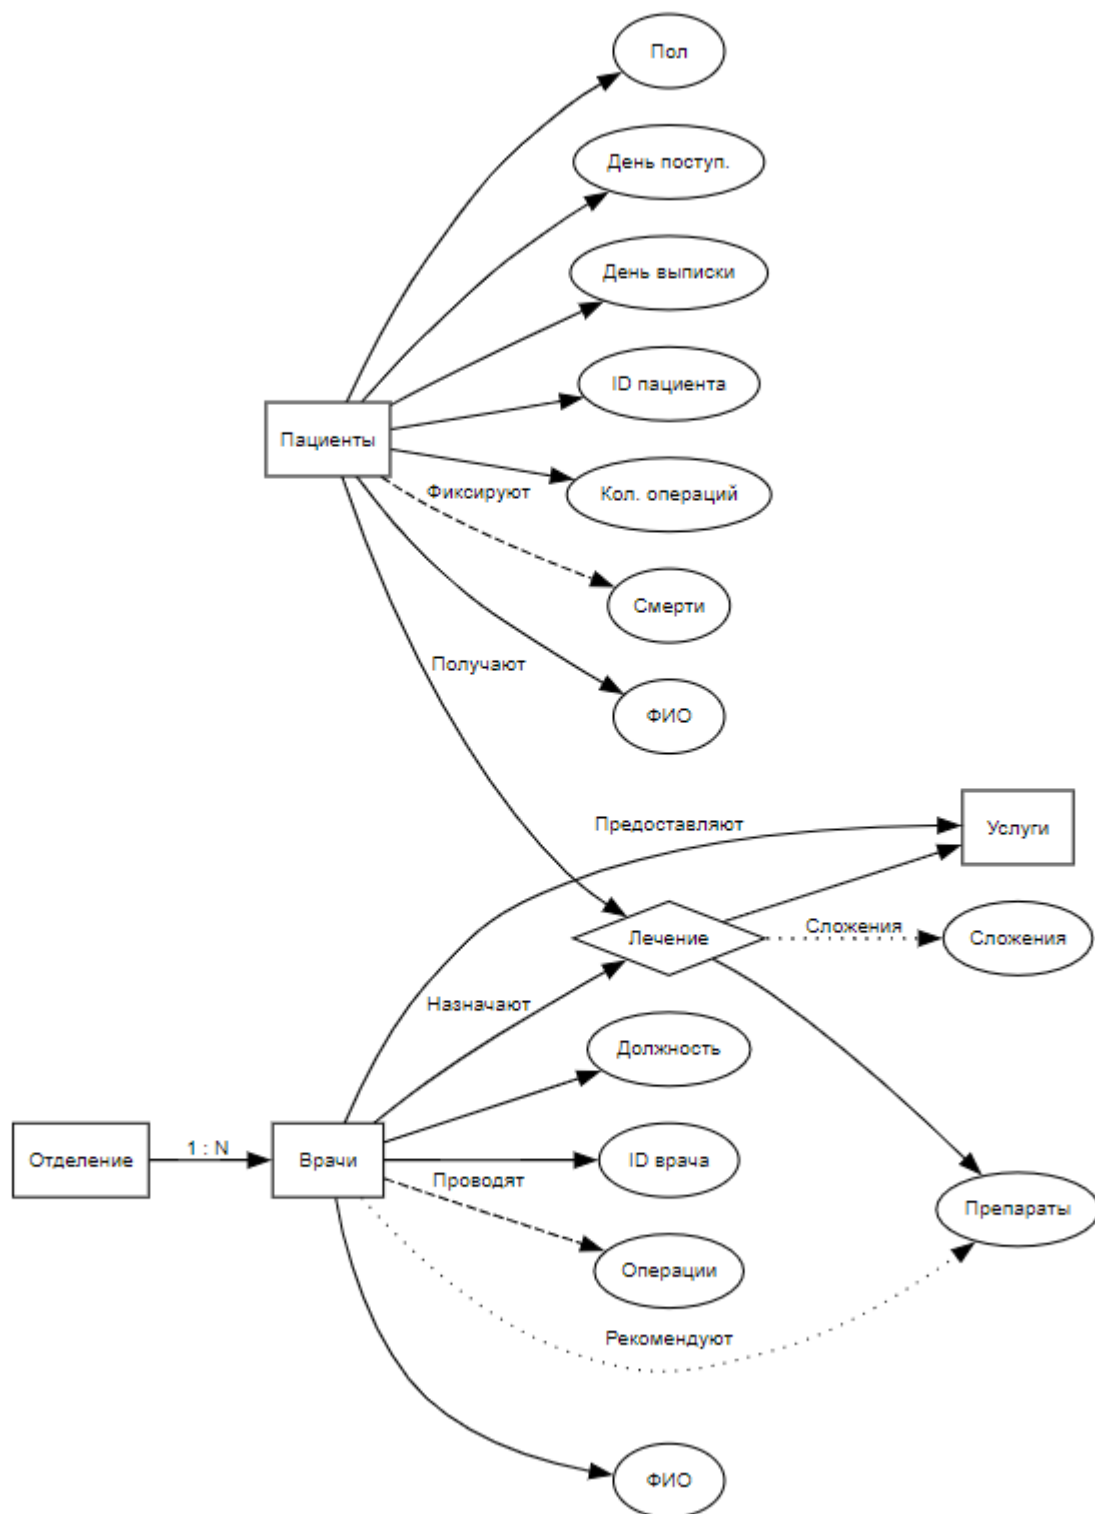 Пол
День поступ.
День выписки
ID пациента
Пациенты
Фиксируют
Кол. операций
Смерти
Получают
ФИО
Предоставляют
Услуги
Лечение
Сложения
Сложения
Назначают
Должность
Отделение
1 : N
Врачи
ID врача
Проводят
Препараты
Операции
Рекомендуют
ФИО